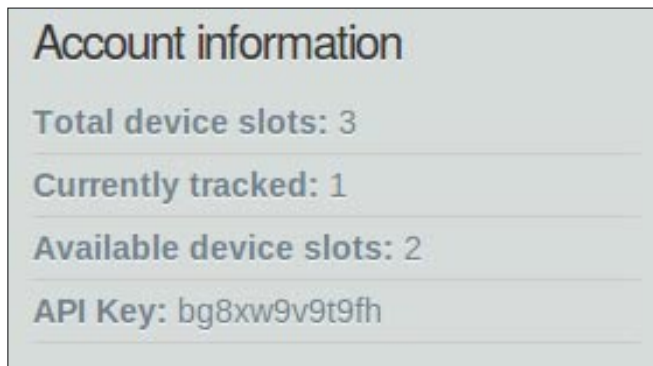 Account information
Total device slots: 3
Currently tracked: 1
Available device slots: 2
API Key: bg8xw9v9t9fh